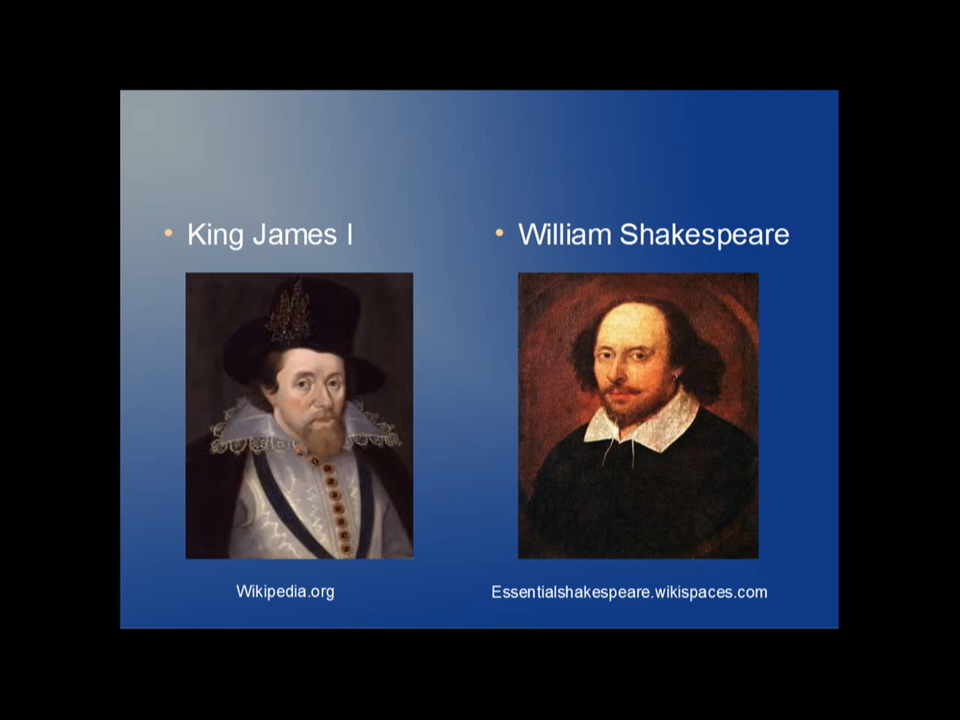 • King James I
• William Shakespeare
Wikipedia.org
Essentialshakespeare.wikispaces.com